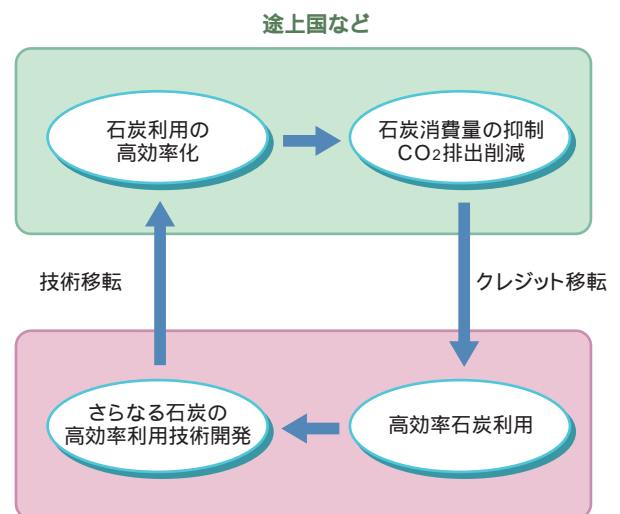 途上国など
石炭利用の
高効率化
石炭消費量の抑制
CO2排出削減
技術移転
クレジット移転
さらなる石炭の
高効率利用技術開発
高効率石炭利用